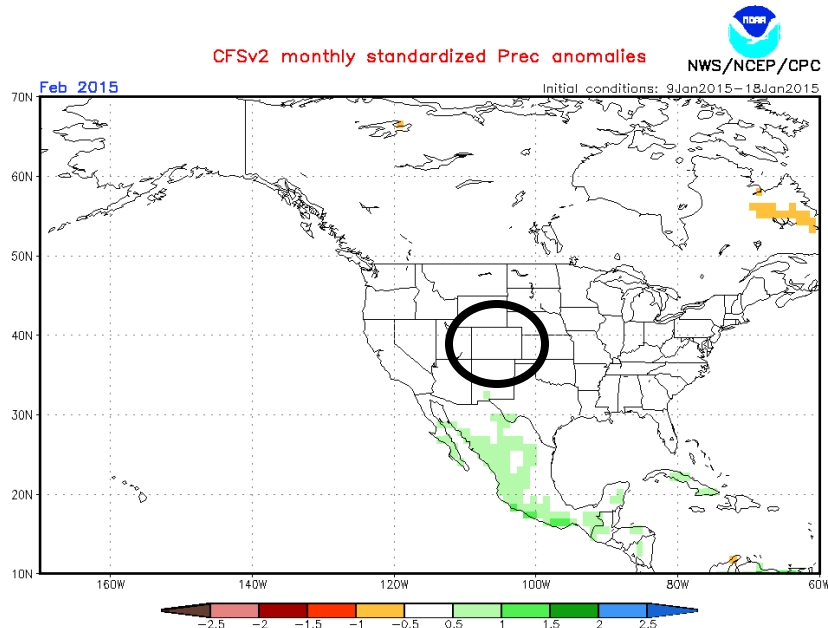 NOAA
CFSv2 monthly standardized Prec anomalies
NWS/NCEP/CPC
Feb 2015
Initial conditions: 9Jan2015-18Jan2015
70N
60N
50N
40N
30N
20N
10N
160W 140W 120W 100W 80W 60W
-2.5 -2 -1.5 -1 -0.5 0.5 1 1.5 2 2.5